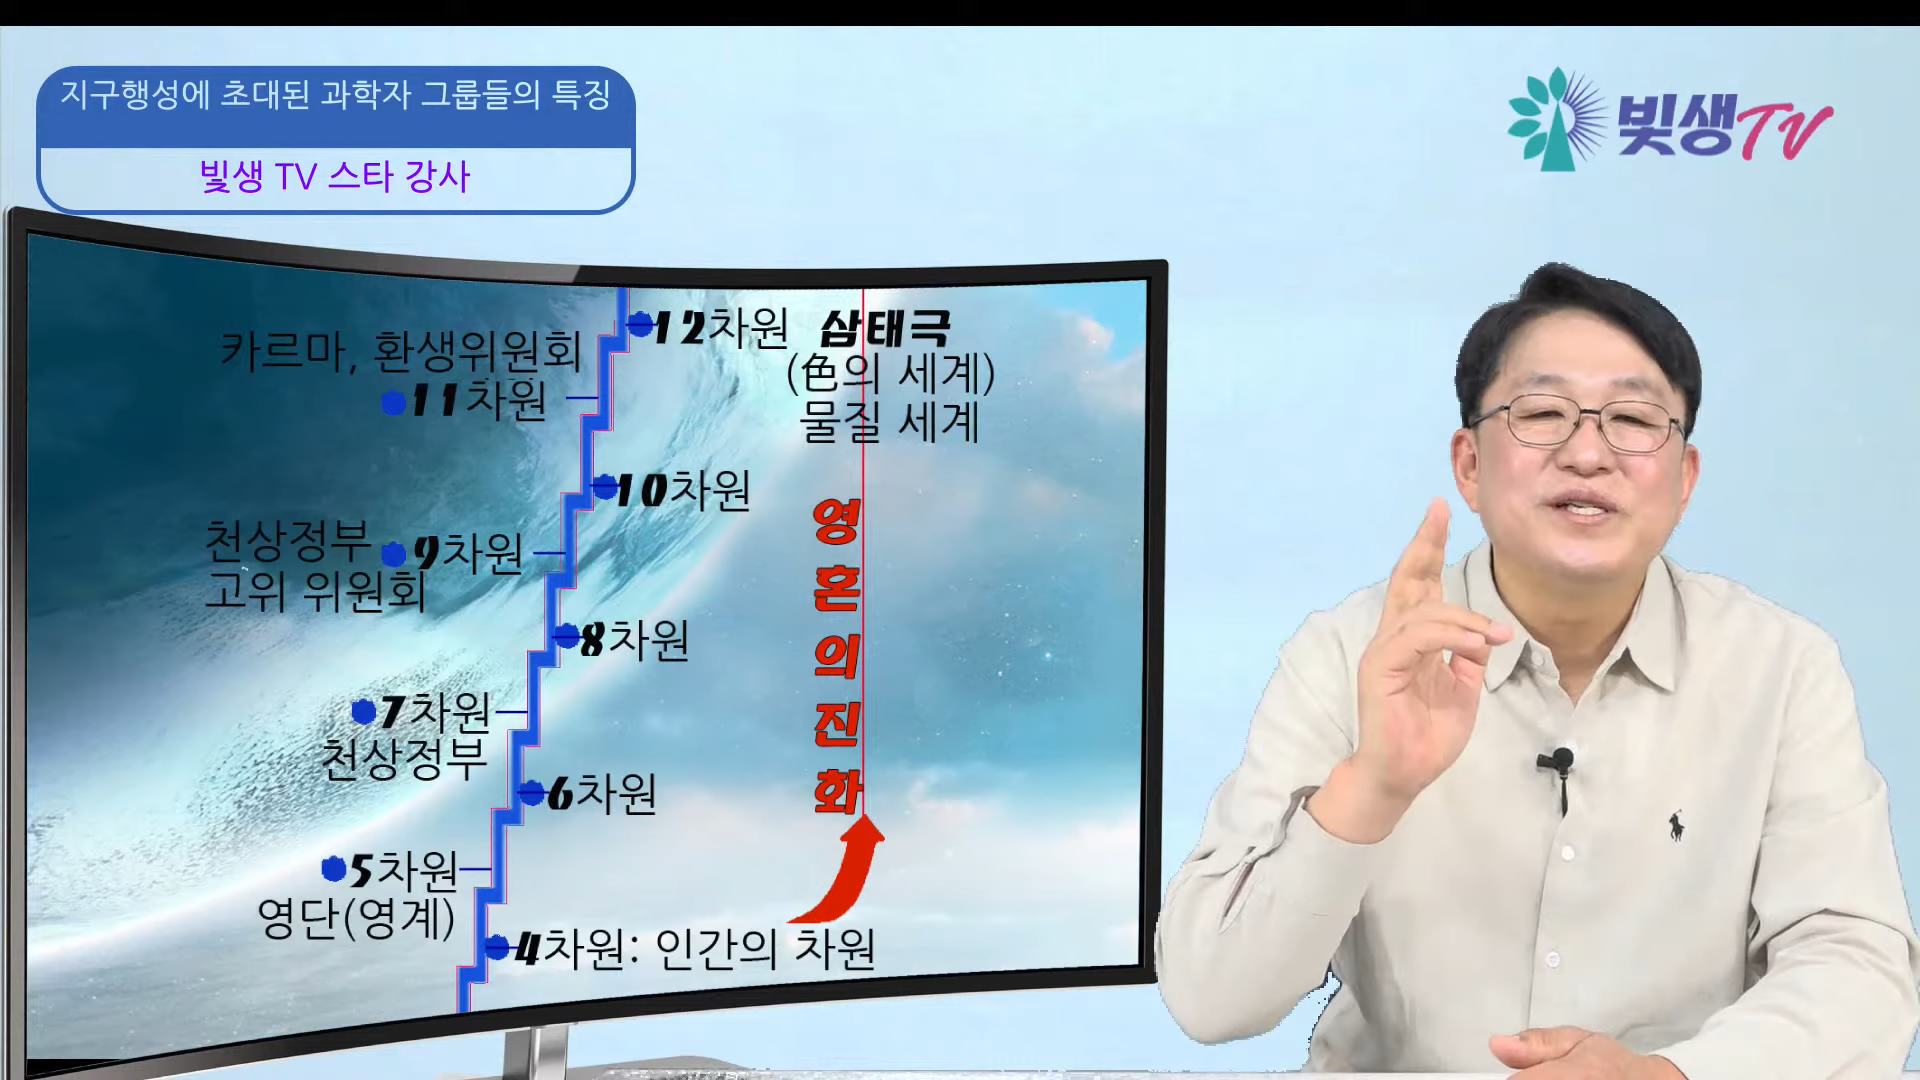 지구행성에 초대된 과학자 그룹들의 특징
빛생 TV 스타 강사
빛생TV
12차원 삼태극
(色의 세계)
물질 세계
카르마, 환생위원회
11차원
10차원
천상정부 9차원
고위 위원회
8차원
7차원
천상정부
6차원
5차원
영단(영계)
4차원: 인간의 차원
영
혼
의
진
화